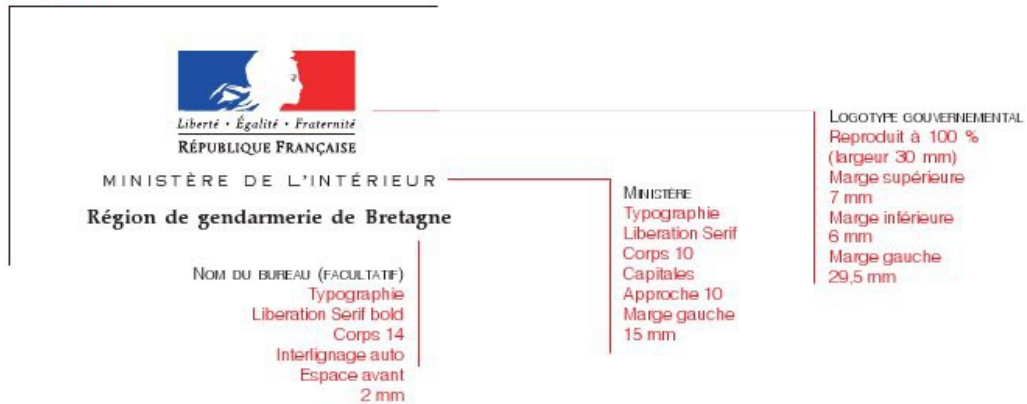 Liberté • Égalité • Fraternité
RÉPUBLIQUE FRANÇAISE
MINISTÈRE DE L'INTÉRIEUR
Région de gendarmerie de Bretagne
NOM DU BUREAU (FACULTATIF)
Typographie
Liberation Serif bold
Corps 14
Interlignage auto
Espace avant
2 mm
MINISTÈRE
Typographie
Liberation Serif
Corps 10
Capitales
Approche 10
Marge gauche
15 mm
LOGOTYPE GOUVERNEMENTAL
Reproduit à 100 %
(largeur 30 mm)
Marge supérieure
7 mm
Marge inférieure
6 mm
Marge gauche
29,5 mm